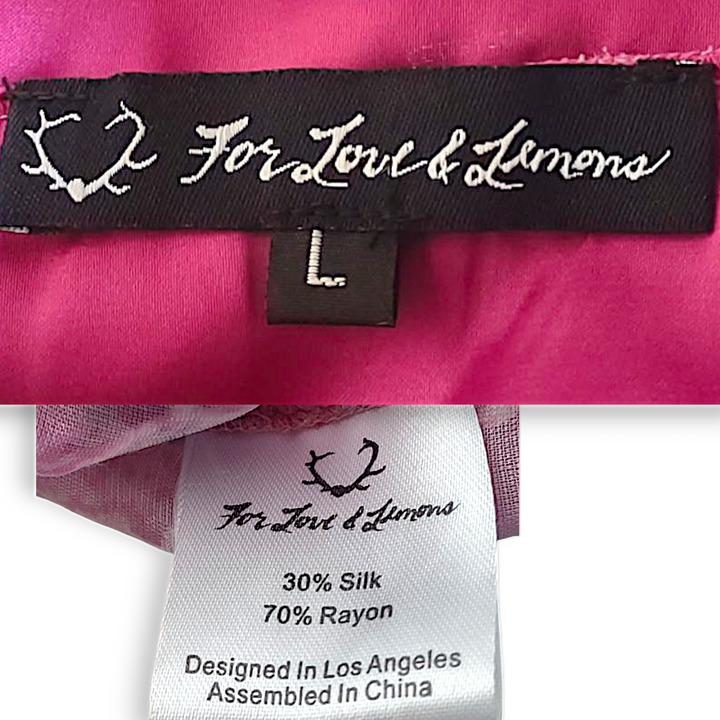 For Love & Lemons
L
For Love & Lemons
30% Silk
70% Rayon
Designed In Los Angeles
Assembled In China